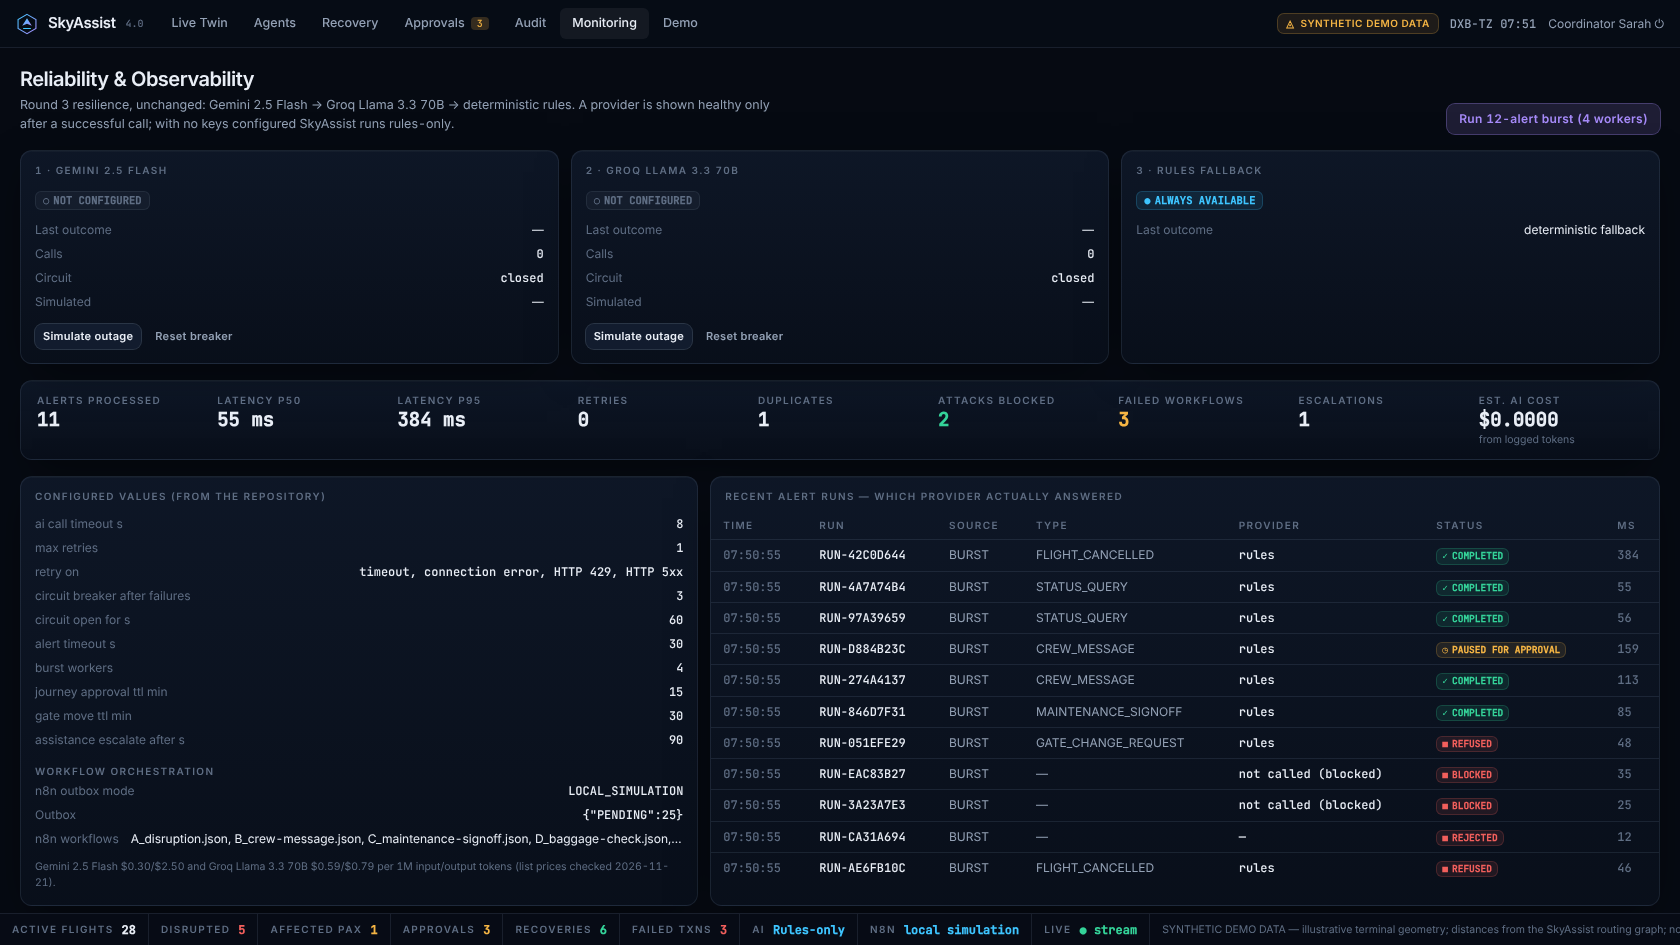 SkyAssist 4.0 Live Twin Agents Recovery Approvals 3 Audit Monitoring Demo
SYNTHETIC DEMO DATA DXB-TZ 07:51 Coordinator Sarah
Reliability & Observability
Round 3 resilience, unchanged: Gemini 2.5 Flash → Groq Llama 3.3 70B → deterministic rules. A provider is shown healthy only
after a successful call; with no keys configured SkyAssist runs rules-only.
Run 12-alert burst (4 workers)
1 · GEMINI 2.5 FLASH
NOT CONFIGURED
Last outcome —
Calls 0
Circuit closed
Simulated —
Simulate outage Reset breaker
2 · GROQ LLAMA 3.3 70B
NOT CONFIGURED
Last outcome —
Calls 0
Circuit closed
Simulated —
Simulate outage Reset breaker
3 · RULES FALLBACK
ALWAYS AVAILABLE
Last outcome deterministic fallback
ALERTS PROCESSED
11
LATENCY P50
55 ms
LATENCY P95
384 ms
RETRIES
0
DUPLICATES
1
ATTACKS BLOCKED
2
FAILED WORKFLOWS
3
ESCALATIONS
1
EST. AI COST
$0.0000
from logged tokens
CONFIGURED VALUES (FROM THE REPOSITORY)
ai call timeout s 8
max retries 1
retry on timeout, connection error, HTTP 429, HTTP 5xx
circuit breaker after failures 3
circuit open for s 60
alert timeout s 30
burst workers 4
journey approval ttl min 15
gate move ttl min 30
assistance escalate after s 90
WORKFLOW ORCHESTRATION
n8n outbox mode LOCAL_SIMULATION
Outbox {"PENDING":25}
n8n workflows A_disruption.json, B_crew-message.json, C_maintenance-signoff.json, D_baggage-check.json,...
Gemini 2.5 Flash $0.30/$2.50 and Groq Llama 3.3 70B $0.59/$0.79 per 1M input/output tokens (list prices checked 2026-11-
21).
RECENT ALERT RUNS — WHICH PROVIDER ACTUALLY ANSWERED
TIME RUN SOURCE TYPE PROVIDER STATUS MS
07:50:55 RUN-42C0D644 BURST FLIGHT_CANCELLED rules ✓ COMPLETED 384
07:50:55 RUN-4A7A74B4 BURST STATUS_QUERY rules ✓ COMPLETED 55
07:50:55 RUN-97A39659 BURST STATUS_QUERY rules ✓ COMPLETED 56
07:50:55 RUN-D884B23C BURST CREW_MESSAGE rules PAUSED FOR APPROVAL 159
07:50:55 RUN-274A4137 BURST CREW_MESSAGE rules ✓ COMPLETED 113
07:50:55 RUN-846D7F31 BURST MAINTENANCE_SIGNOFF rules ✓ COMPLETED 85
07:50:55 RUN-051EFE29 BURST GATE_CHANGE_REQUEST rules REFUSED 48
07:50:55 RUN-EAC83B27 BURST — not called (blocked) BLOCKED 35
07:50:55 RUN-3A23A7E3 BURST — not called (blocked) BLOCKED 25
07:50:55 RUN-CA31A694 BURST — — REJECTED 12
07:50:55 RUN-AE6FB10C BURST FLIGHT_CANCELLED rules REFUSED 46
ACTIVE FLIGHTS 28 DISRUPTED 5 AFFECTED PAX 1 APPROVALS 3 RECOVERIES 6 FAILED TXNS 3 AI Rules-only N8N local simulation LIVE ● stream SYNTHETIC DEMO DATA — illustrative terminal geometry; distances from the SkyAssist routing graph;